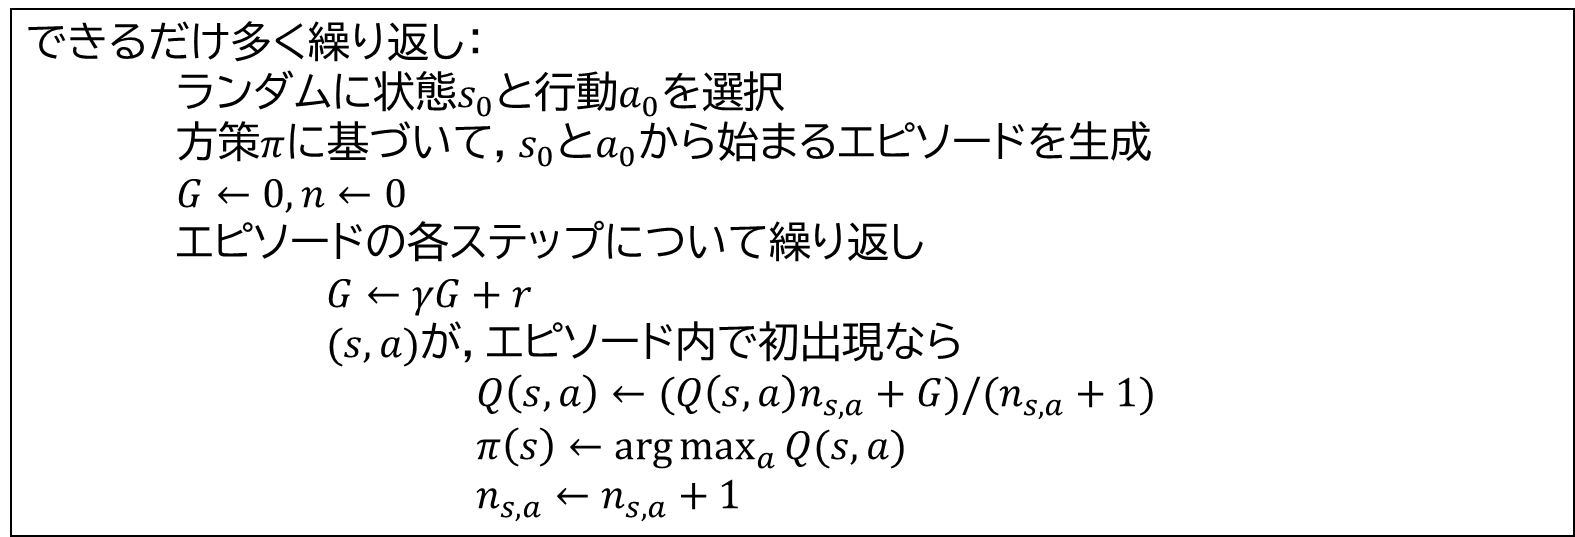 できるだけ多く繰り返し：
ランダムに状態s₀と行動a₀を選択
方策πに基づいて，s₀とa₀から始まるエピソードを生成
G ← 0, n ← 0
エピソードの各ステップについて繰り返し
G ← γG + r
(s, a)が，エピソード内で初出現なら
Q(s, a) ← (Q(s, a)n_{s,a} + G)/(n_{s,a} + 1)
π(s) ← arg max_a Q(s, a)
n_{s,a} ← n_{s,a} + 1